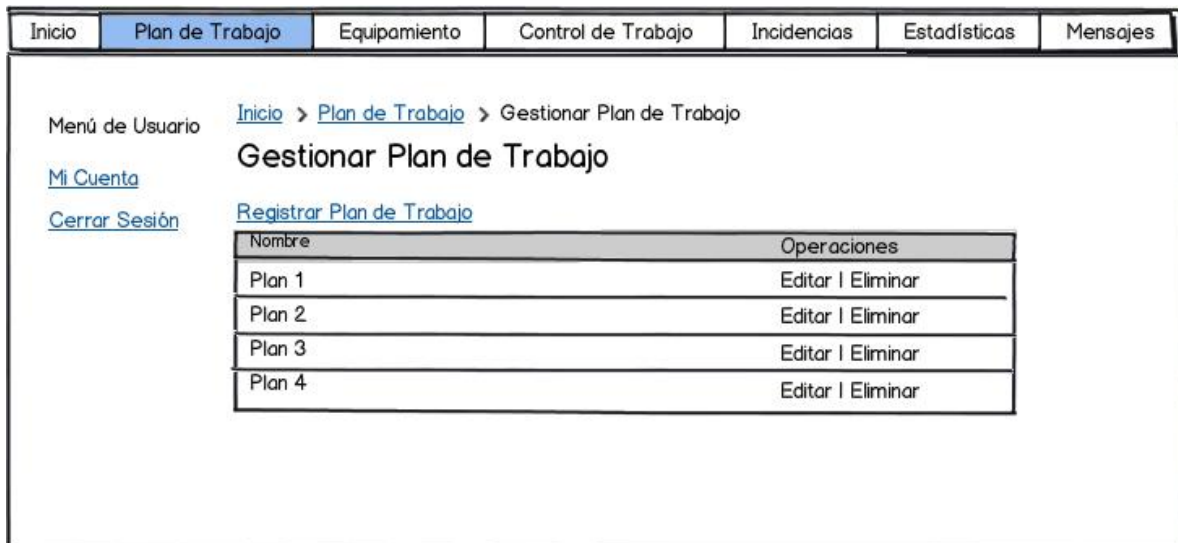 Inicio Plan de Trabajo Equipamiento Control de Trabajo Incidencias Estadísticas Mensajes
Menú de Usuario
Mi Cuenta
Cerrar Sesión
Inicio > Plan de Trabajo > Gestionar Plan de Trabajo
Gestionar Plan de Trabajo
Registrar Plan de Trabajo
Nombre Operaciones
Plan 1 Editar | Eliminar
Plan 2 Editar | Eliminar
Plan 3 Editar | Eliminar
Plan 4 Editar | Eliminar